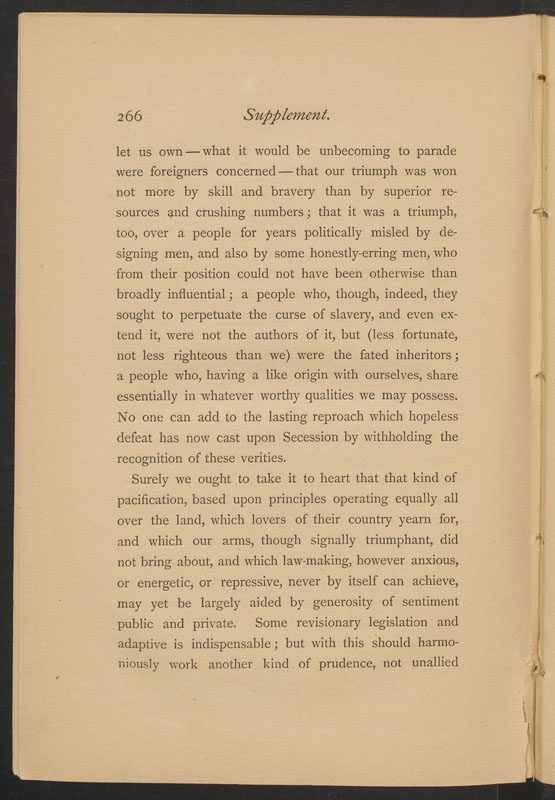 266 Supplement.
let us own — what it would be unbecoming to parade
were foreigners concerned — that our triumph was won
not more by skill and bravery than by superior re-
sources and crushing numbers; that it was a triumph,
too, over a people for years politically misled by de-
signing men, and also by some honestly-erring men, who
from their position could not have been otherwise than
broadly influential; a people who, though, indeed, they
sought to perpetuate the curse of slavery, and even ex-
tend it, were not the authors of it, but (less fortunate,
not less righteous than we) were the fated inheritors;
a people who, having a like origin with ourselves, share
essentially in whatever worthy qualities we may possess.
No one can add to the lasting reproach which hopeless
defeat has now cast upon Secession by withholding the
recognition of these verities.
Surely we ought to take it to heart that that kind of
pacification, based upon principles operating equally all
over the land, which lovers of their country yearn for,
and which our arms, though signally triumphant, did
not bring about, and which law-making, however anxious,
or energetic, or repressive, never by itself can achieve,
may yet be largely aided by generosity of sentiment
public and private. Some revisionary legislation and
adaptive is indispensable; but with this should harmo-
niously work another kind of prudence, not unallied